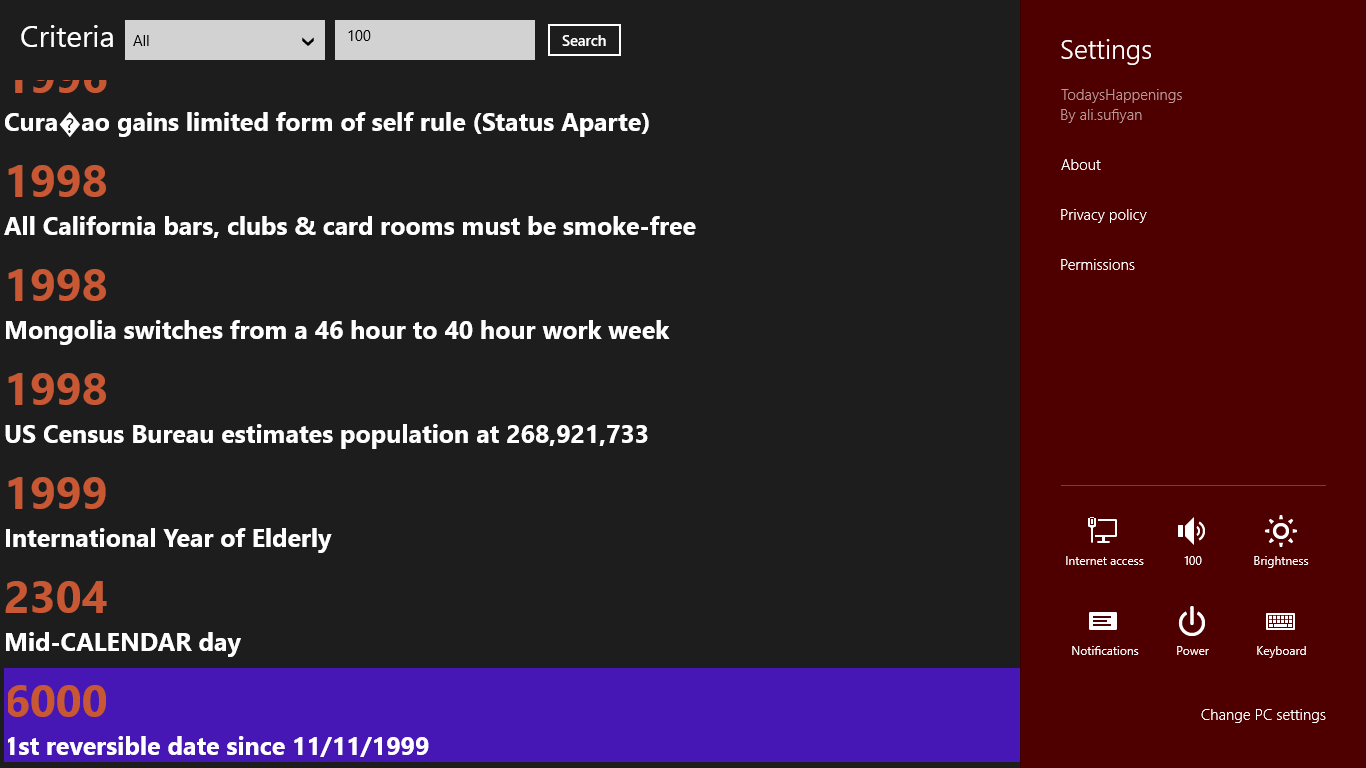 Criteria
All
100
Search
Cura�ao gains limited form of self rule (Status Aparte)
1998
All California bars, clubs & card rooms must be smoke-free
1998
Mongolia switches from a 46 hour to 40 hour work week
1998
US Census Bureau estimates population at 268,921,733
1999
International Year of Elderly
2304
Mid-CALENDAR day
6000
1st reversible date since 11/11/1999
Settings
TodaysHappenings
By ali.sufiyan
About
Privacy policy
Permissions
Internet access
100
Brightness
Notifications
Power
Keyboard
Change PC settings